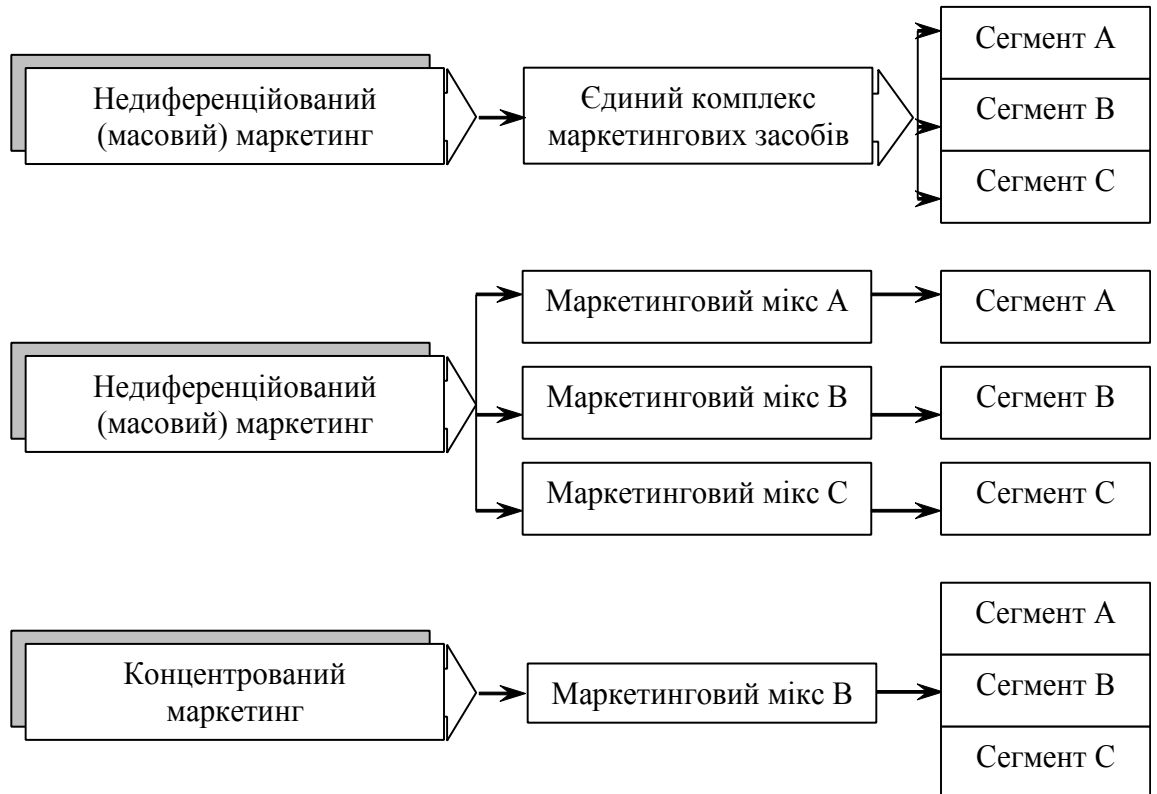 Недиференційований
(масовий) маркетинг
Єдиний комплекс
маркетингових засобів
Сегмент А
Сегмент В
Сегмент С
Недиференційований
(масовий) маркетинг
Маркетинговий мікс А
Сегмент А
Маркетинговий мікс В
Сегмент В
Маркетинговий мікс С
Сегмент С
Концентрований
маркетинг
Маркетинговий мікс В
Сегмент А
Сегмент В
Сегмент С